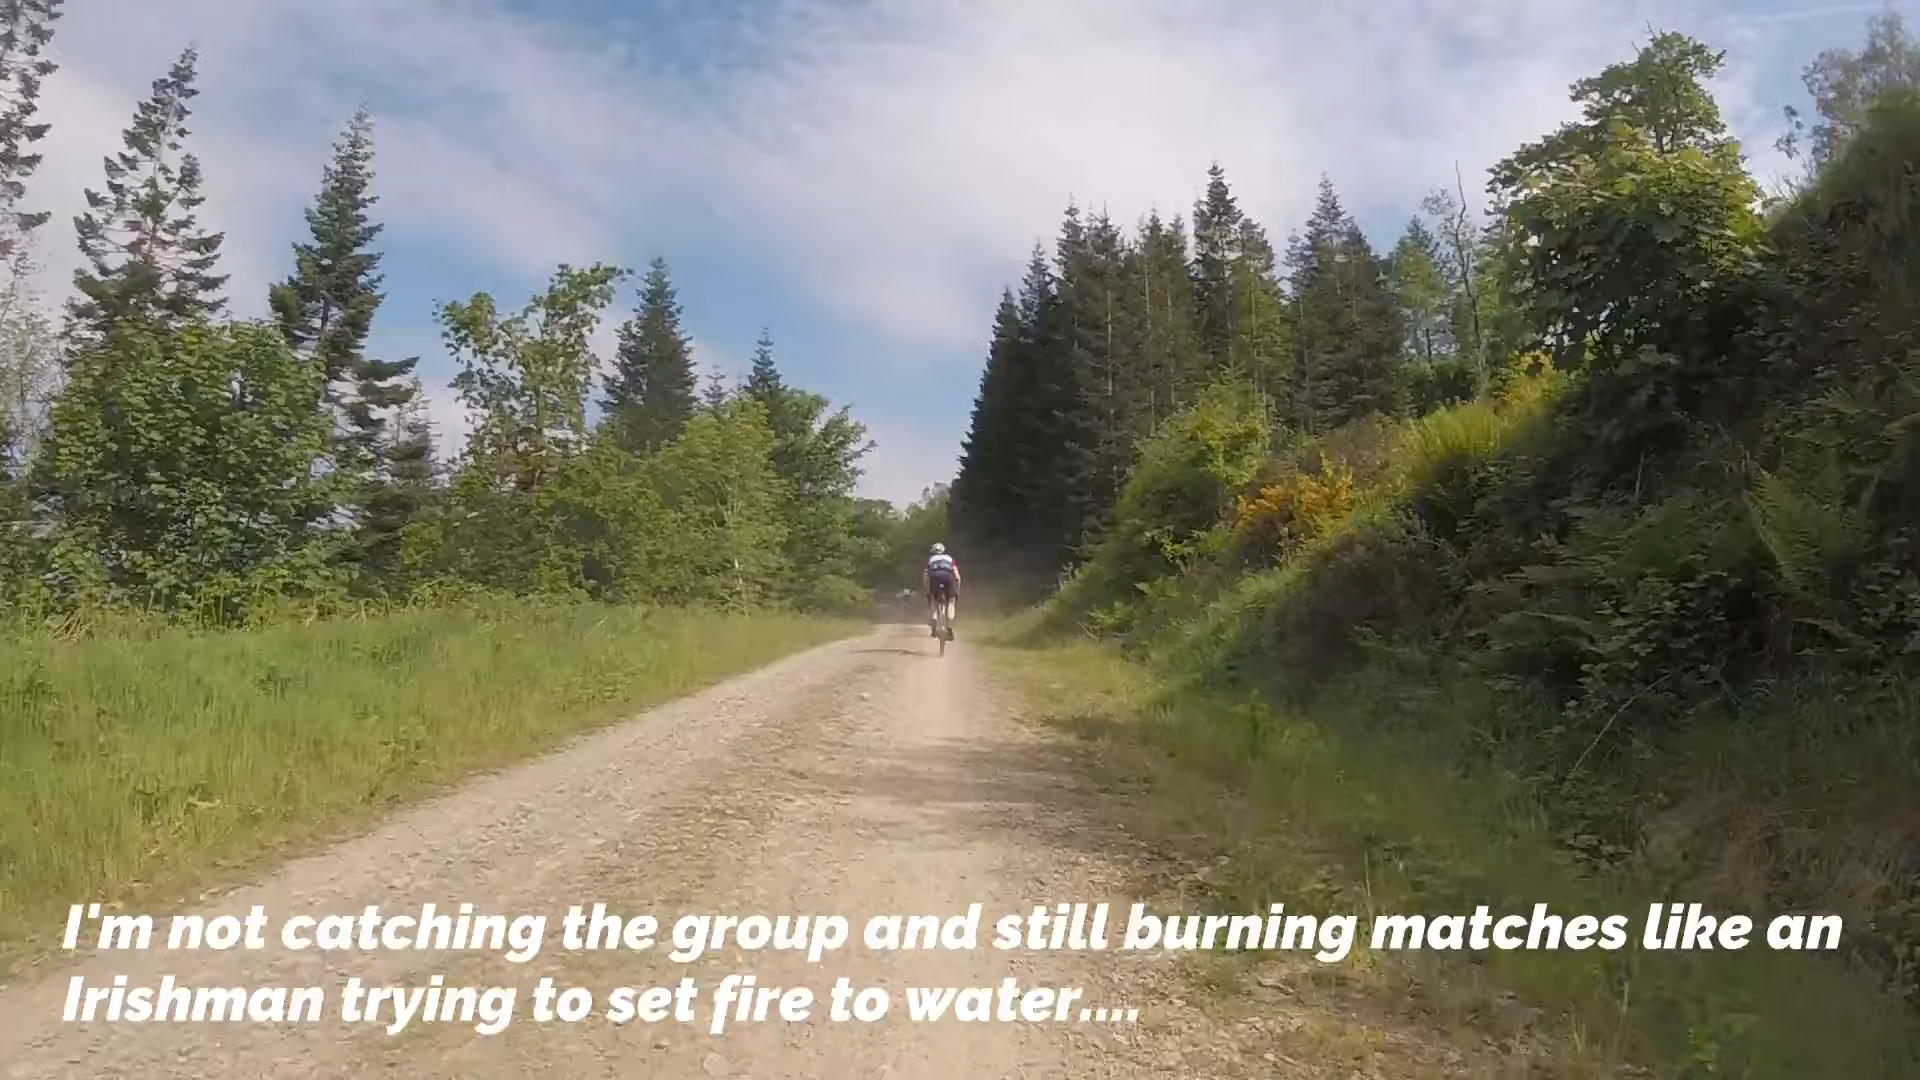 I'm not catching the group and still burning matches like an
Irishman trying to set fire to water....